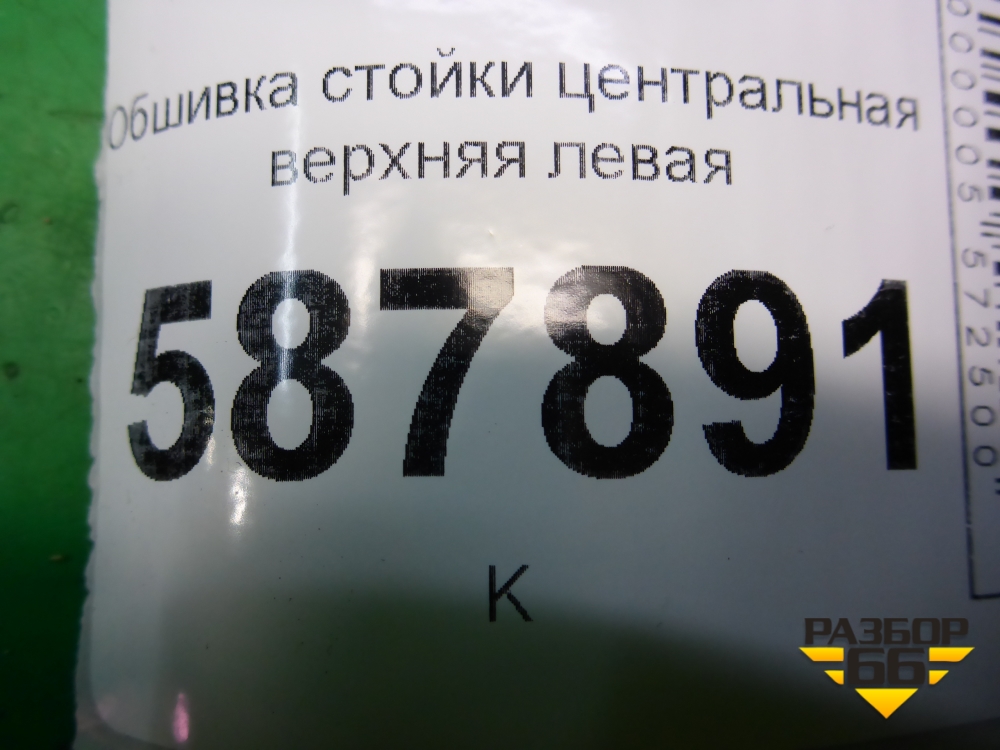 Обшивка стойки центральная
верхняя левая
587891
К
РАЗБОР
66